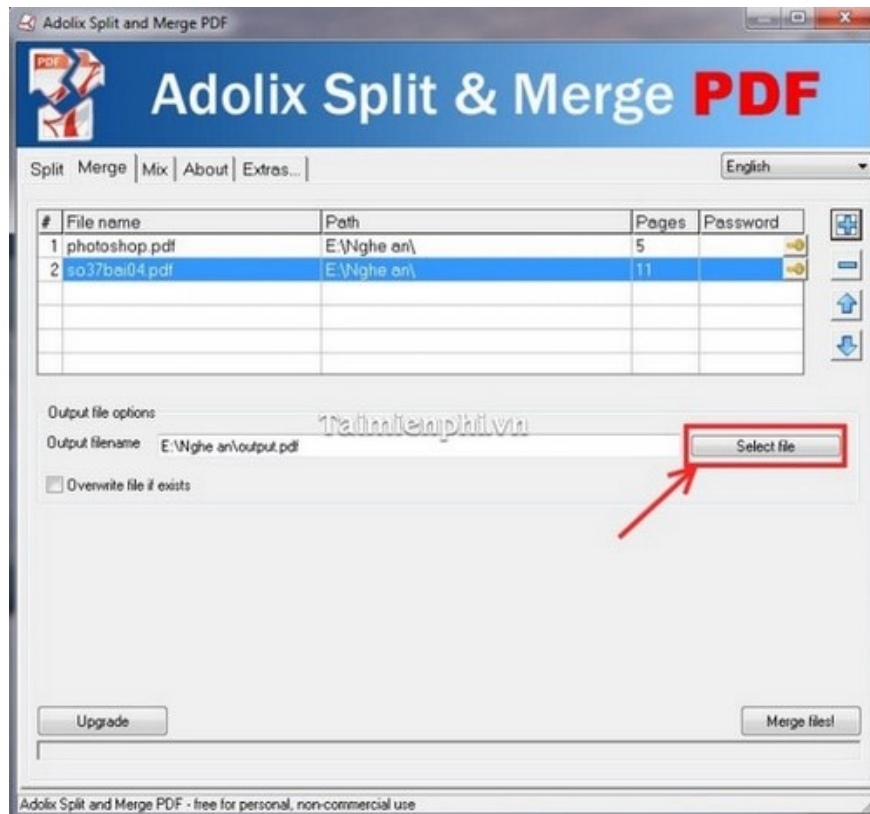 Adolix Split and Merge PDF
PDF
Adolix Split & Merge PDF
Split Merge Mix About Extras... English
# File name Path Pages Password
1 photoshop.pdf E:\Nghe an\ 5
2 so37bai04.pdf E:\Nghe an\ 11
Output file options
Taimienphi.vn
Output filename E:\Nghe an\output.pdf Select file
Overwrite file if exists
Upgrade Merge files!
Adolix Split and Merge PDF - free for personal, non-commercial use